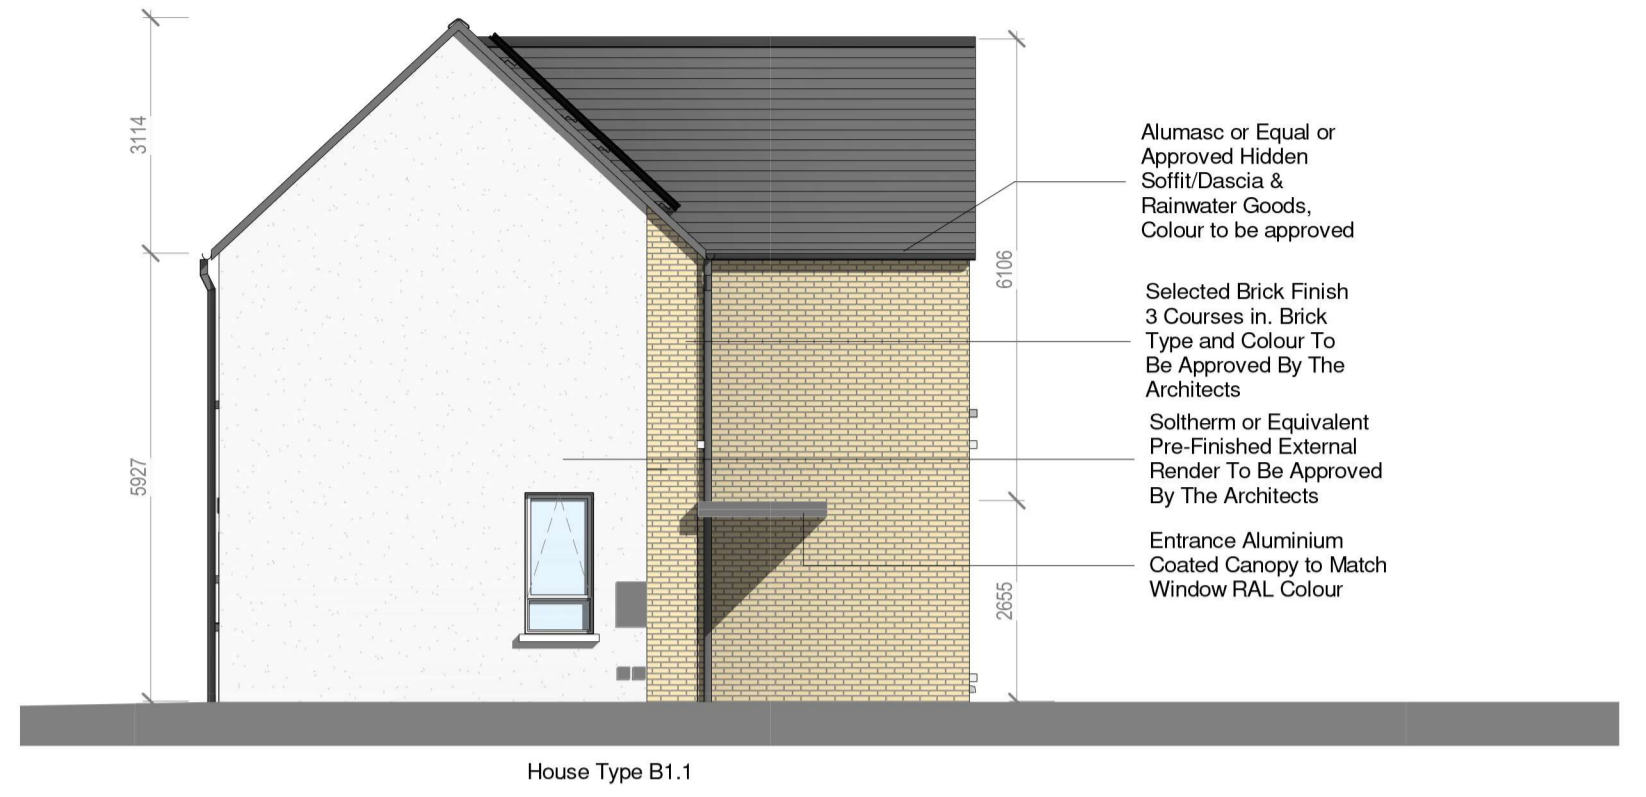 3114
5927
6106
2655
Alumasc or Equal or
Approved Hidden
Soffit/Dascia &
Rainwater Goods,
Colour to be approved
Selected Brick Finish
3 Courses in. Brick
Type and Colour To
Be Approved By The
Architects
Soltherm or Equivalent
Pre-Finished External
Render To Be Approved
By The Architects
Entrance Aluminium
Coated Canopy to Match
Window RAL Colour
House Type B1.1